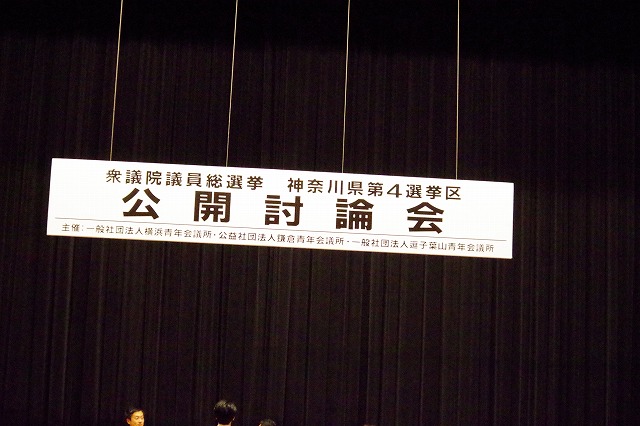 衆議院議員総選挙　神奈川県第4選挙区
公開討論会
主催：一般社団法人横浜青年会議所・公益社団法人鎌倉青年会議所・一般社団法人逗子葉山青年会議所